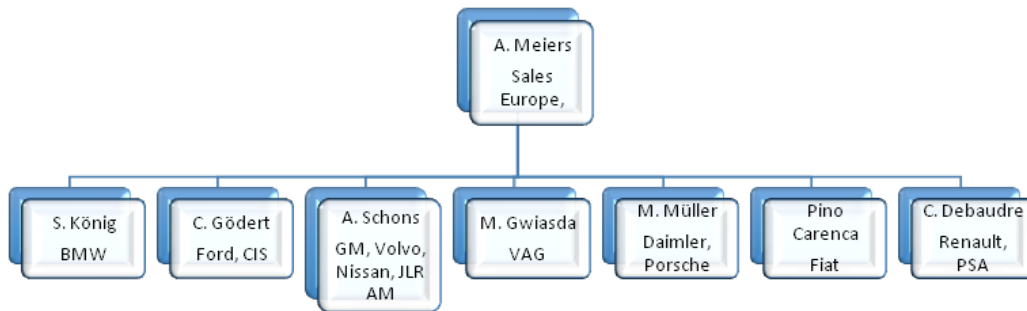 A. Meiers
Sales
Europe,
S. König
BMW
C. Gödert
Ford, CIS
A. Schons
GM, Volvo,
Nissan, JLR
AM
M. Gwiasda
VAG
M. Müller
Daimler,
Porsche
Pino
Carenca
Fiat
C. Debaudre
Renault,
PSA